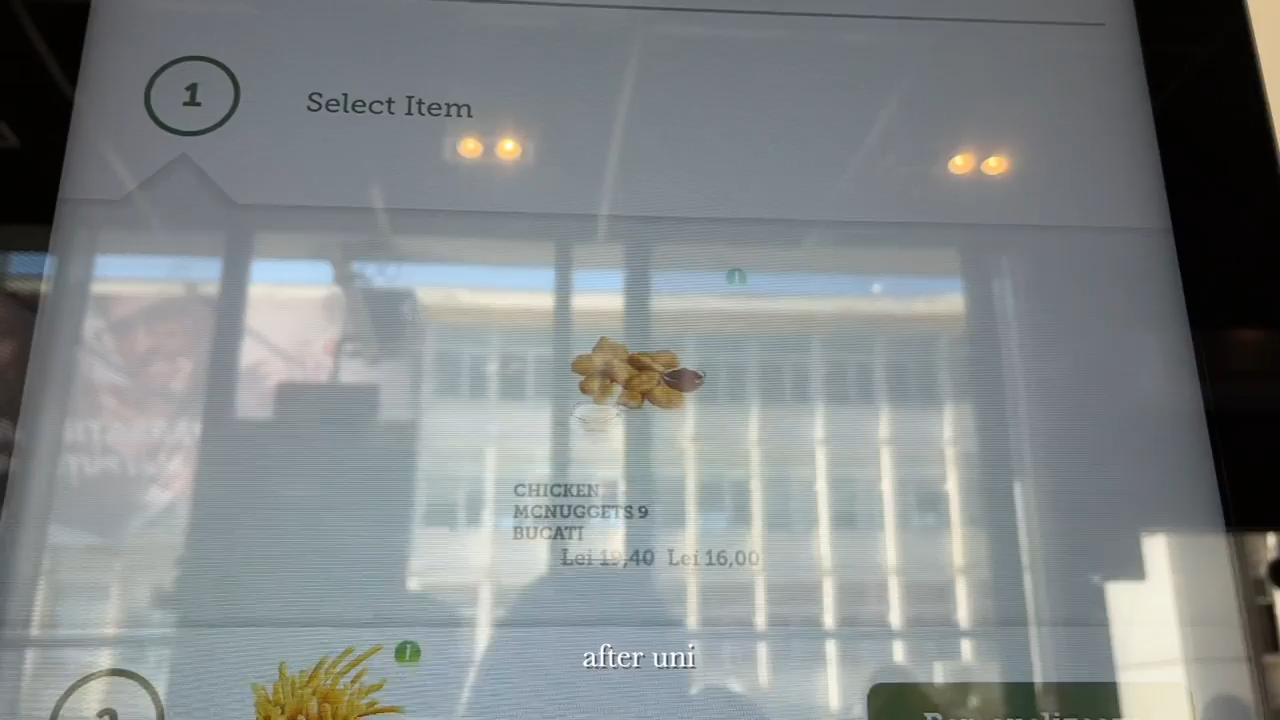 1
Select Item
CHICKEN
MCNUGGETS 9
BUCATI
Lei 19,40 Lei 16,00
after uni